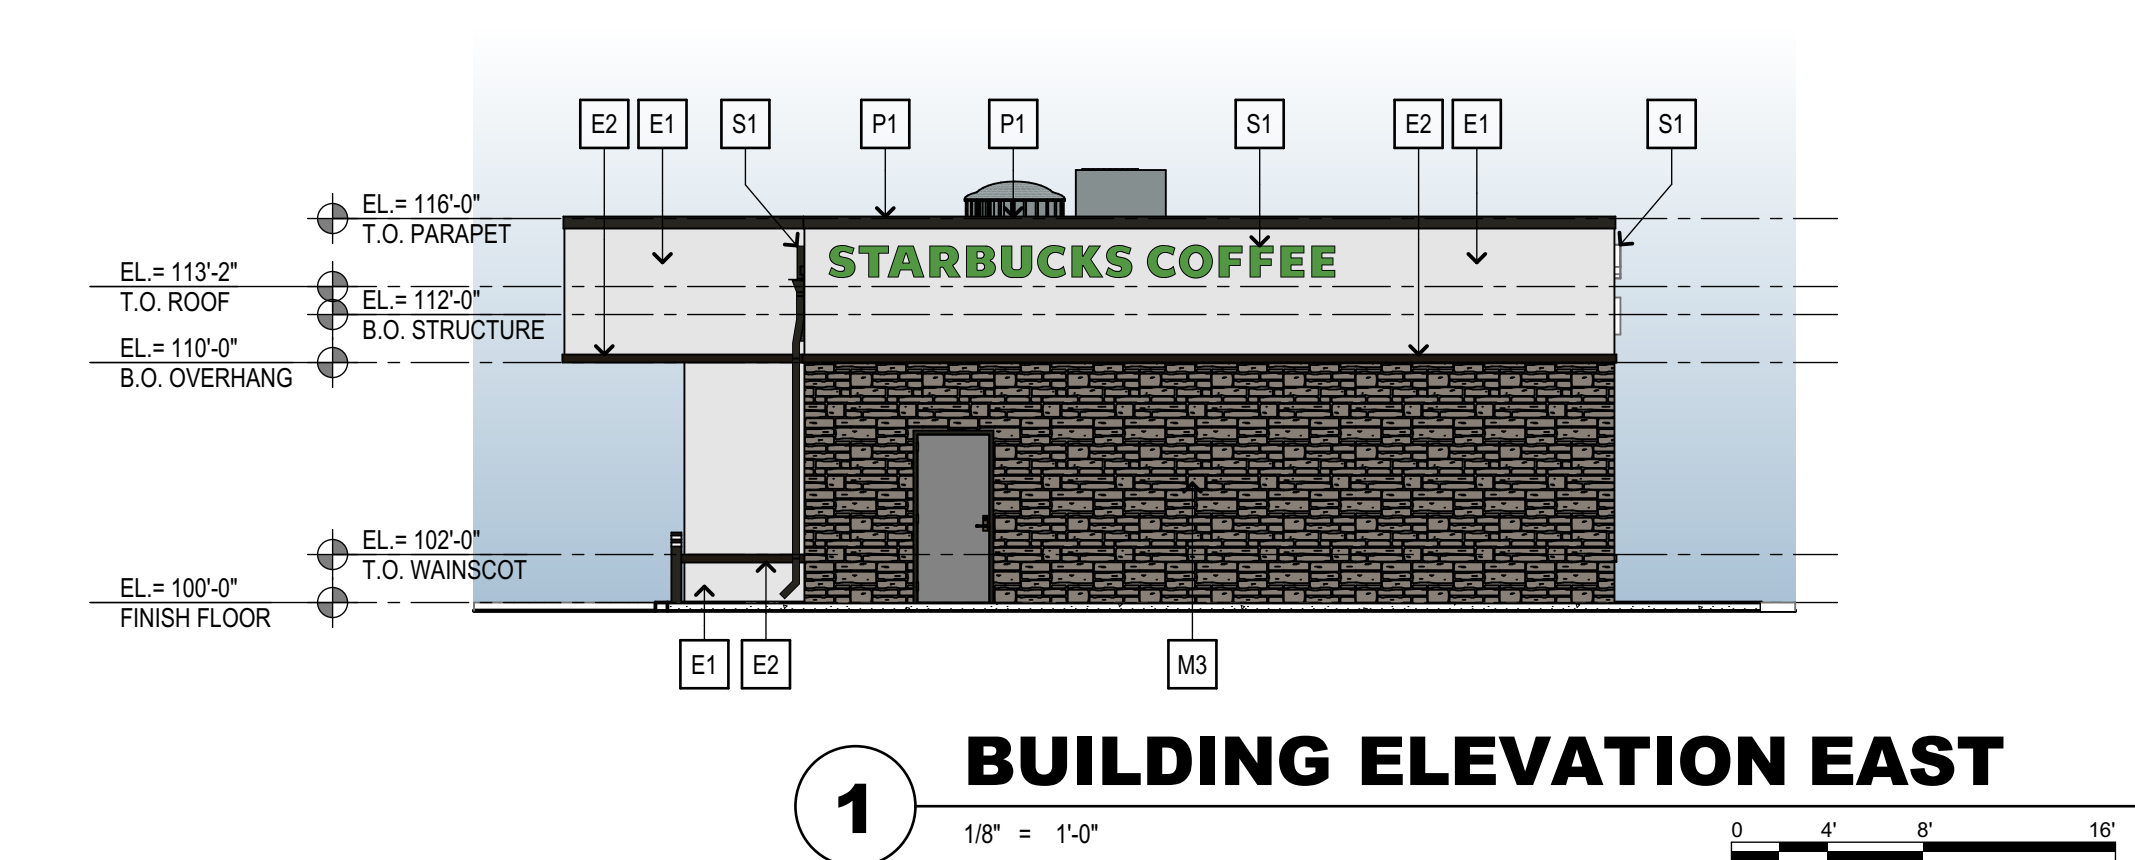 E2 E1 S1 P1 P1 S1 E2 E1 S1
EL.= 116'-0"
T.O. PARAPET
EL.= 113'-2"
T.O. ROOF
EL.= 112'-0"
B.O. STRUCTURE
EL.= 110'-0"
B.O. OVERHANG
STARBUCKS COFFEE
EL.= 102'-0"
T.O. WAINSCOT
EL.= 100'-0"
FINISH FLOOR
E1 E2 M3
1
BUILDING ELEVATION EAST
1/8" = 1'-0"
0 4' 8' 16'